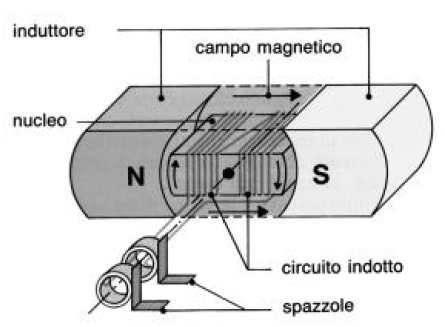 induttore
campo magnetico
nucleo
N
S
circuito indotto
spazzole